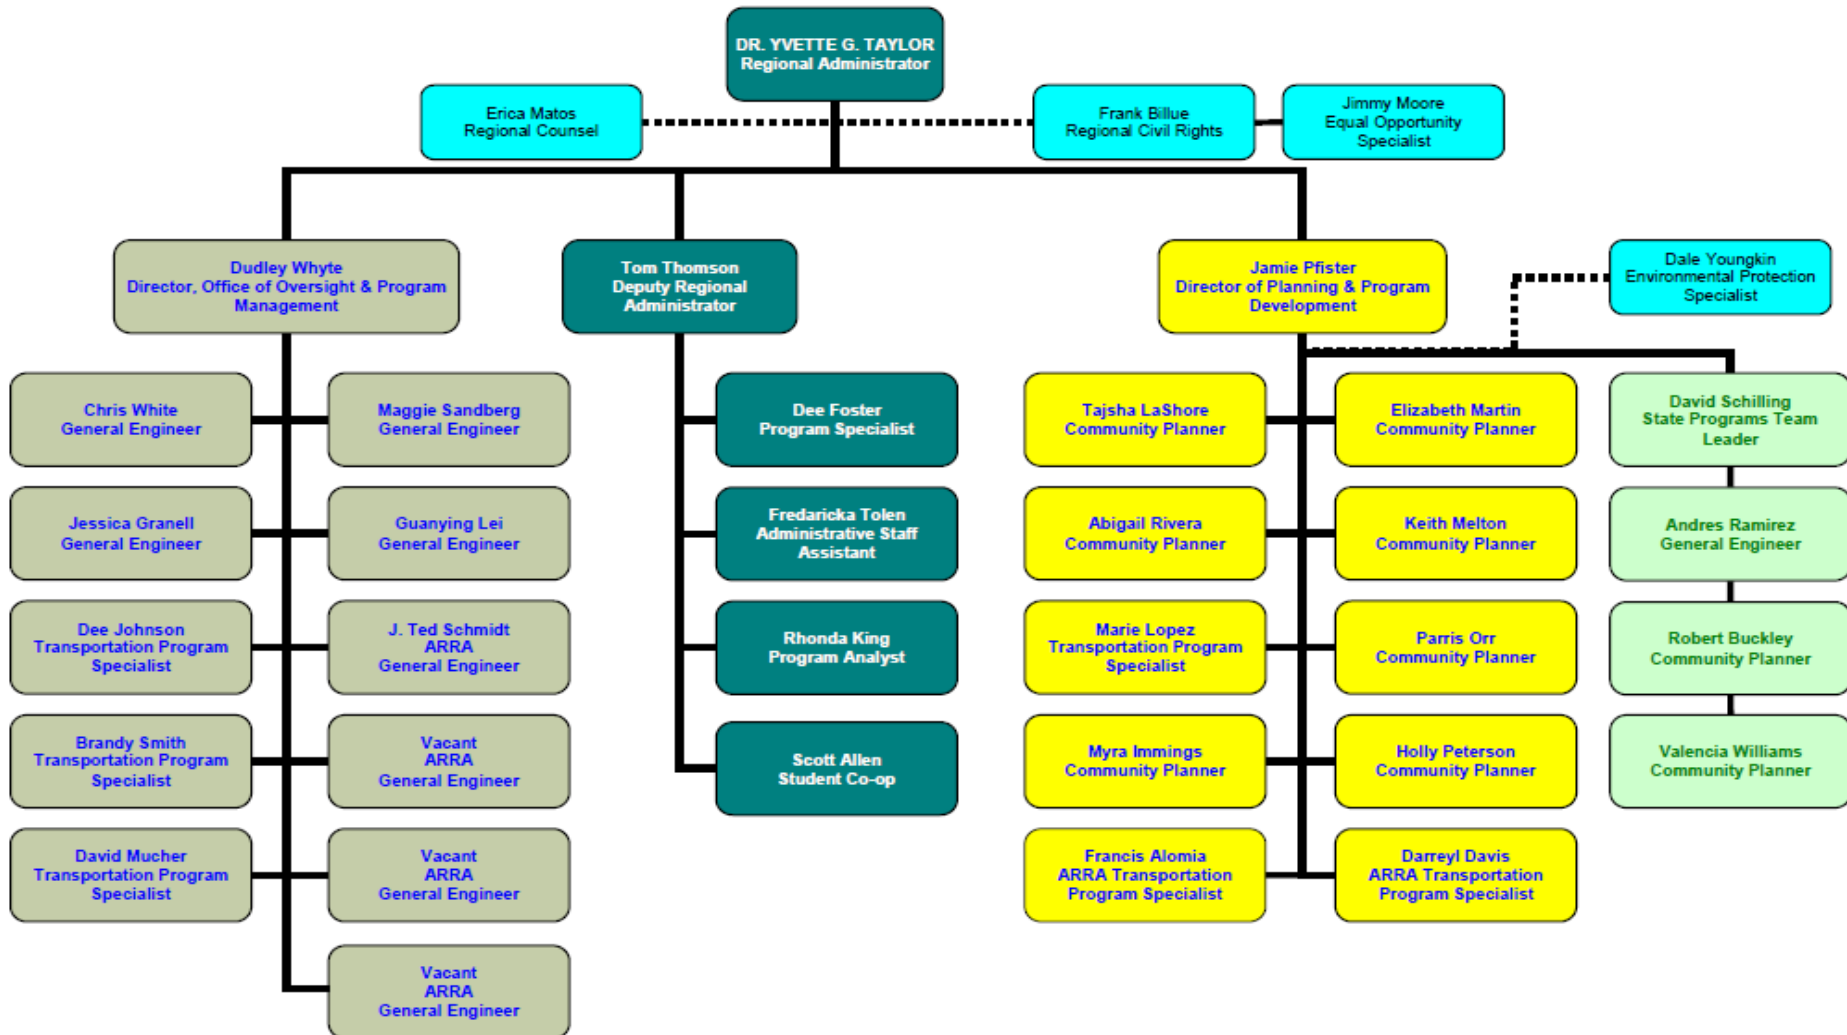 DR. YVETTE G. TAYLOR
Regional Administrator
Erica Matos
Regional Counsel
Frank Billue
Regional Civil Rights
Jimmy Moore
Equal Opportunity
Specialist
Dudley Whyte
Director, Office of Oversight & Program
Management
Tom Thomson
Deputy Regional
Administrator
Jamie Pfister
Director of Planning & Program
Development
Dale Youngkin
Environmental Protection
Specialist
Chris White
General Engineer
Maggie Sandberg
General Engineer
Jessica Granell
General Engineer
Guanying Lei
General Engineer
Dee Johnson
Transportation Program
Specialist
J. Ted Schmidt
ARRA
General Engineer
Brandy Smith
Transportation Program
Specialist
Vacant
ARRA
General Engineer
David Mucher
Transportation Program
Specialist
Vacant
ARRA
General Engineer
Vacant
ARRA
General Engineer
Dee Foster
Program Specialist
Fredaricka Tolen
Administrative Staff
Assistant
Rhonda King
Program Analyst
Scott Allen
Student Co-op
Tajsha LaShore
Community Planner
Elizabeth Martin
Community Planner
Abigail Rivera
Community Planner
Keith Melton
Community Planner
Marie Lopez
Transportation Program
Specialist
Parris Orr
Community Planner
Myra Immings
Community Planner
Holly Peterson
Community Planner
Francis Alomia
ARRA Transportation
Program Specialist
Darreyl Davis
ARRA Transportation
Program Specialist
David Schilling
State Programs Team
Leader
Andres Ramirez
General Engineer
Robert Buckley
Community Planner
Valencia Williams
Community Planner